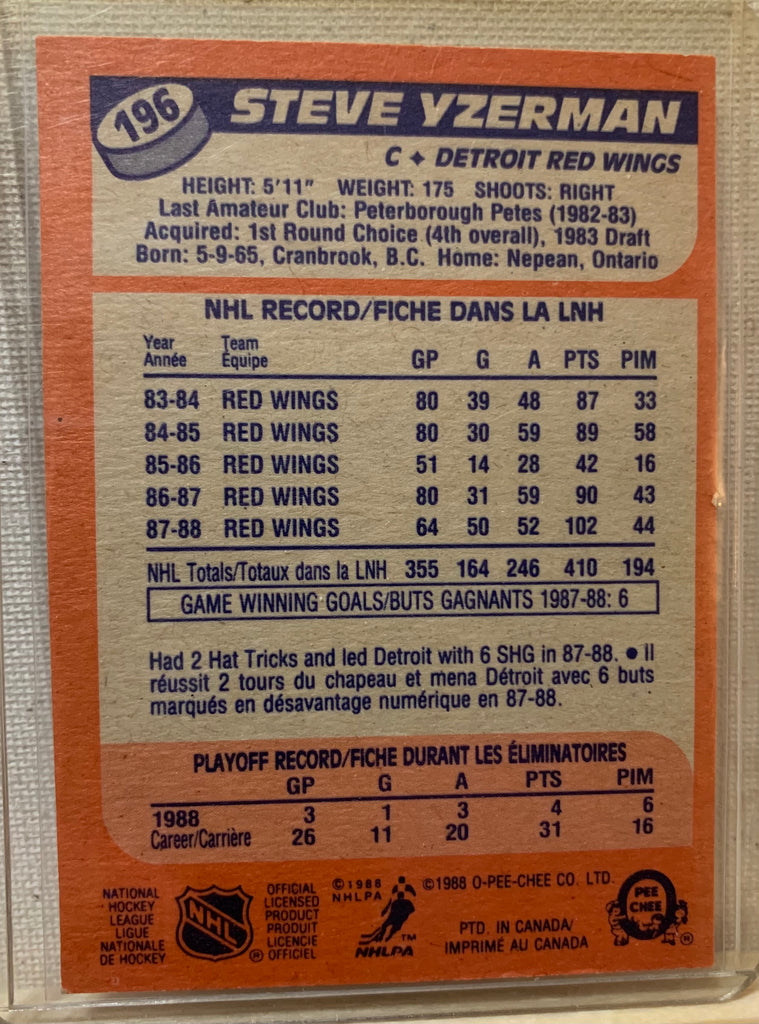 196 STEVE YZERMAN
C ✦ DETROIT RED WINGS
HEIGHT: 5'11" WEIGHT: 175 SHOOTS: RIGHT
Last Amateur Club: Peterborough Petes (1982-83)
Acquired: 1st Round Choice (4th overall), 1983 Draft
Born: 5-9-65, Cranbrook, B.C. Home: Nepean, Ontario
NHL RECORD/FICHE DANS LA LNH
Year Team
Année Équipe GP G A PTS PIM
83-84 RED WINGS 80 39 48 87 33
84-85 RED WINGS 80 30 59 89 58
85-86 RED WINGS 51 14 28 42 16
86-87 RED WINGS 80 31 59 90 43
87-88 RED WINGS 64 50 52 102 44
NHL Totals/Totaux dans la LNH 355 164 246 410 194
GAME WINNING GOALS/BUTS GAGNANTS 1987-88: 6
Had 2 Hat Tricks and led Detroit with 6 SHG in 87-88. ● Il
réussit 2 tours du chapeau et mena Détroit avec 6 buts
marqués en désavantage numérique en 87-88.
PLAYOFF RECORD/FICHE DURANT LES ÉLIMINATOIRES
GP G A PTS PIM
1988 3 1 3 4 6
Career/Carrière 26 11 20 31 16
NATIONAL
HOCKEY
LEAGUE
LIGUE
NATIONALE
DE HOCKEY
NHL
®
OFFICIAL
LICENSED
PRODUCT
PRODUIT
LICENCIE
OFFICIEL
©1988
NHLPA
™
NHLPA
©1988 O-PEE-CHEE CO. LTD.
PTD. IN CANADA/
IMPRIMÉ AU CANADA
O
PEE
CHEE
®